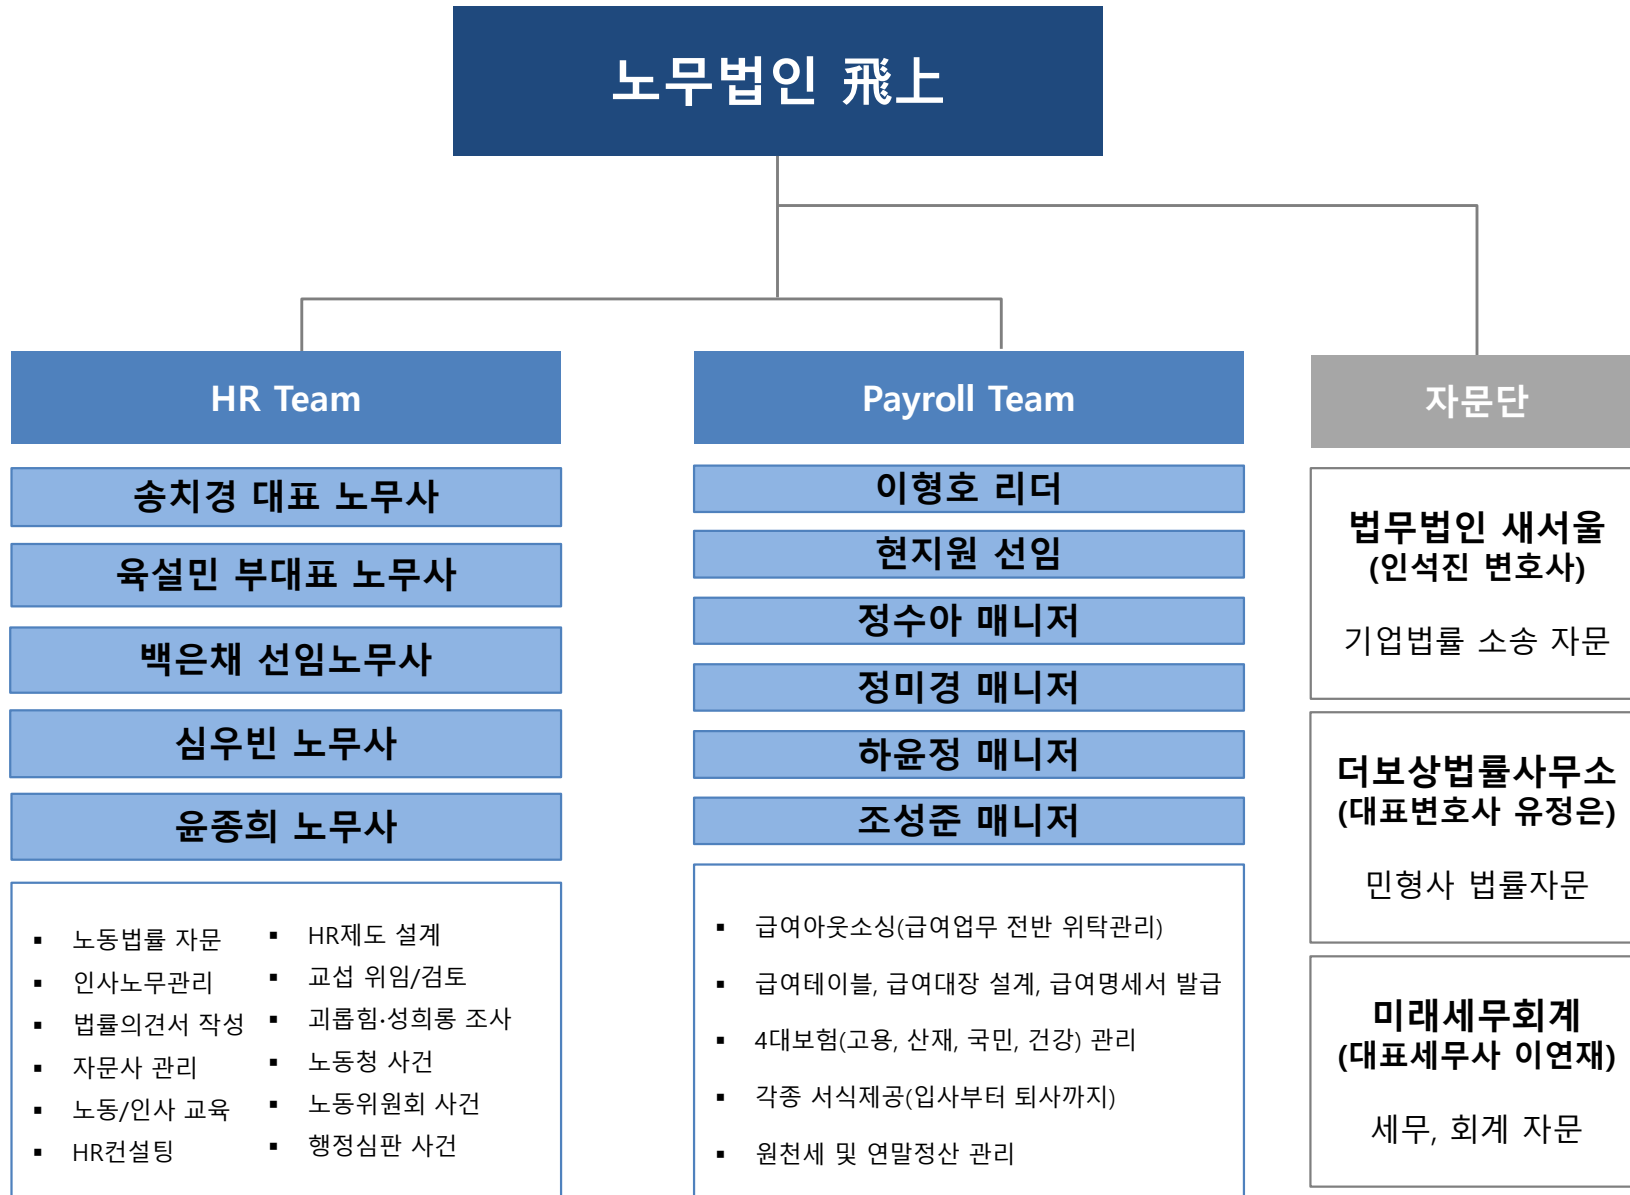 노무법인 飛上
HR Team
송치경 대표 노무사
육설민 부대표 노무사
백은채 선임노무사
심우빈 노무사
윤종희 노무사
▪ 노동법률 자문
▪ 인사노무관리
▪ 법률의견서 작성
▪ 자문사 관리
▪ 노동/인사 교육
▪ HR컨설팅
▪ HR제도 설계
▪ 교섭 위임/검토
▪ 괴롭힘·성희롱 조사
▪ 노동청 사건
▪ 노동위원회 사건
▪ 행정심판 사건
Payroll Team
이형호 리더
현지원 선임
정수아 매니저
정미경 매니저
하윤정 매니저
조성준 매니저
▪ 급여아웃소싱(급여업무 전반 위탁관리)
▪ 급여테이블, 급여대장 설계, 급여명세서 발급
▪ 4대보험(고용, 산재, 국민, 건강) 관리
▪ 각종 서식제공(입사부터 퇴사까지)
▪ 원천세 및 연말정산 관리
자문단
법무법인 새서울
(인석진 변호사)
기업법률 소송 자문
더보상법률사무소
(대표변호사 유정은)
민형사 법률자문
미래세무회계
(대표세무사 이연재)
세무, 회계 자문